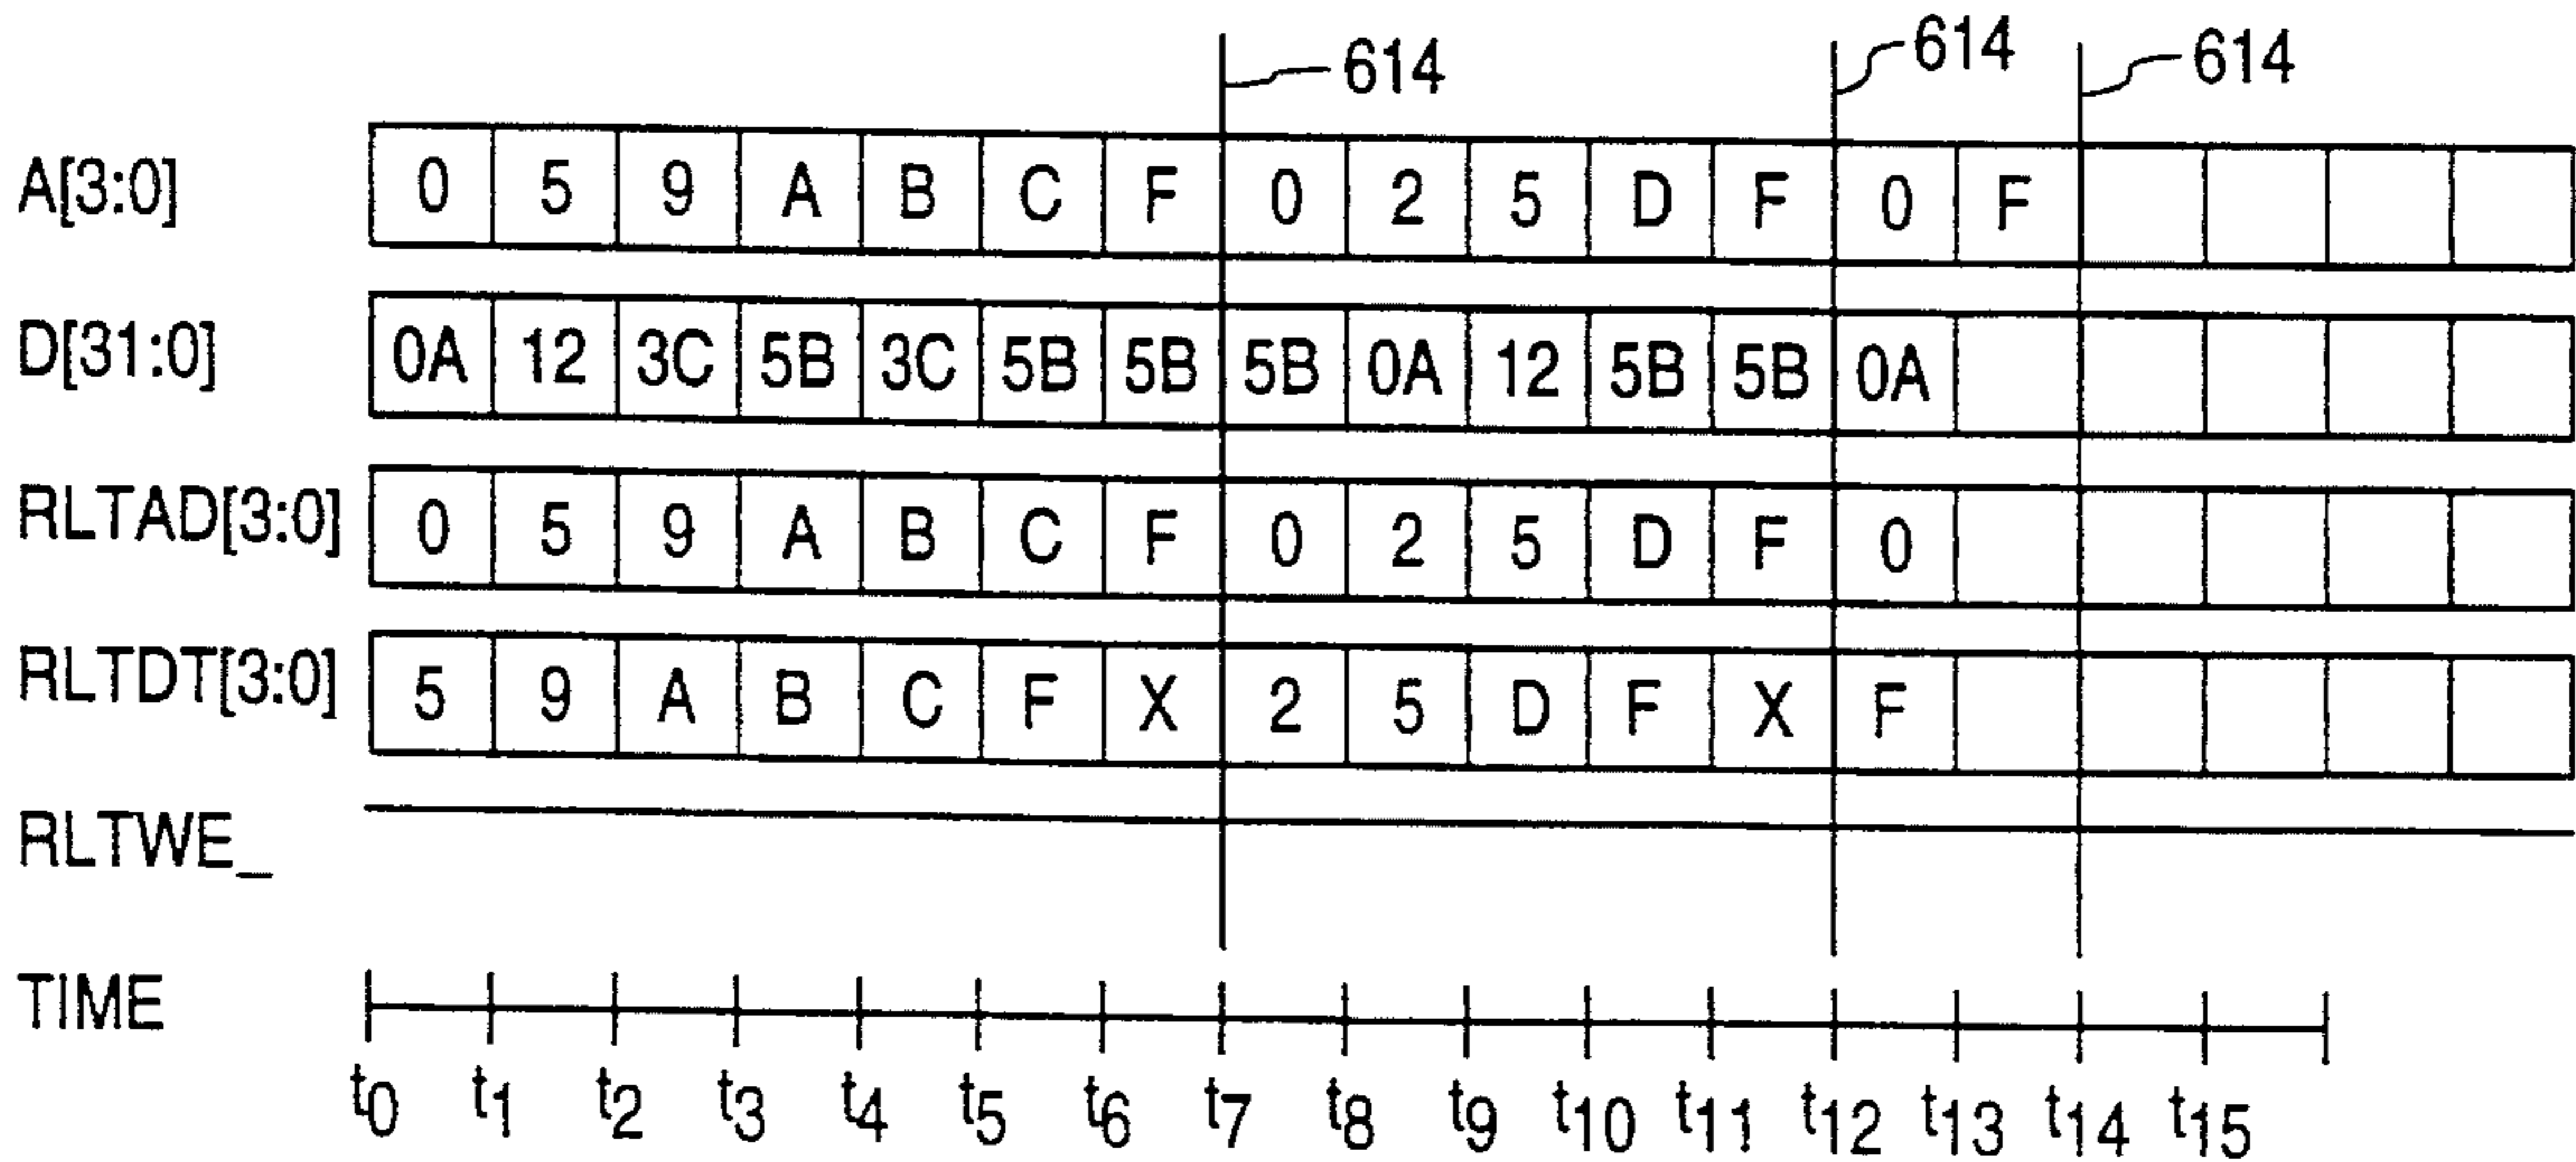 614 614 614
A[3:0] 0 5 9 A B C F 0 2 5 D F 0 F
D[31:0] 0A 12 3C 5B 3C 5B 5B 5B 0A 12 5B 5B 0A
RLTAD[3:0] 0 5 9 A B C F 0 2 5 D F 0
RLTDT[3:0] 5 9 A B C F X 2 5 D F X F
RLTWE_
TIME
t0 t1 t2 t3 t4 t5 t6 t7 t8 t9 t10 t11 t12 t13 t14 t15